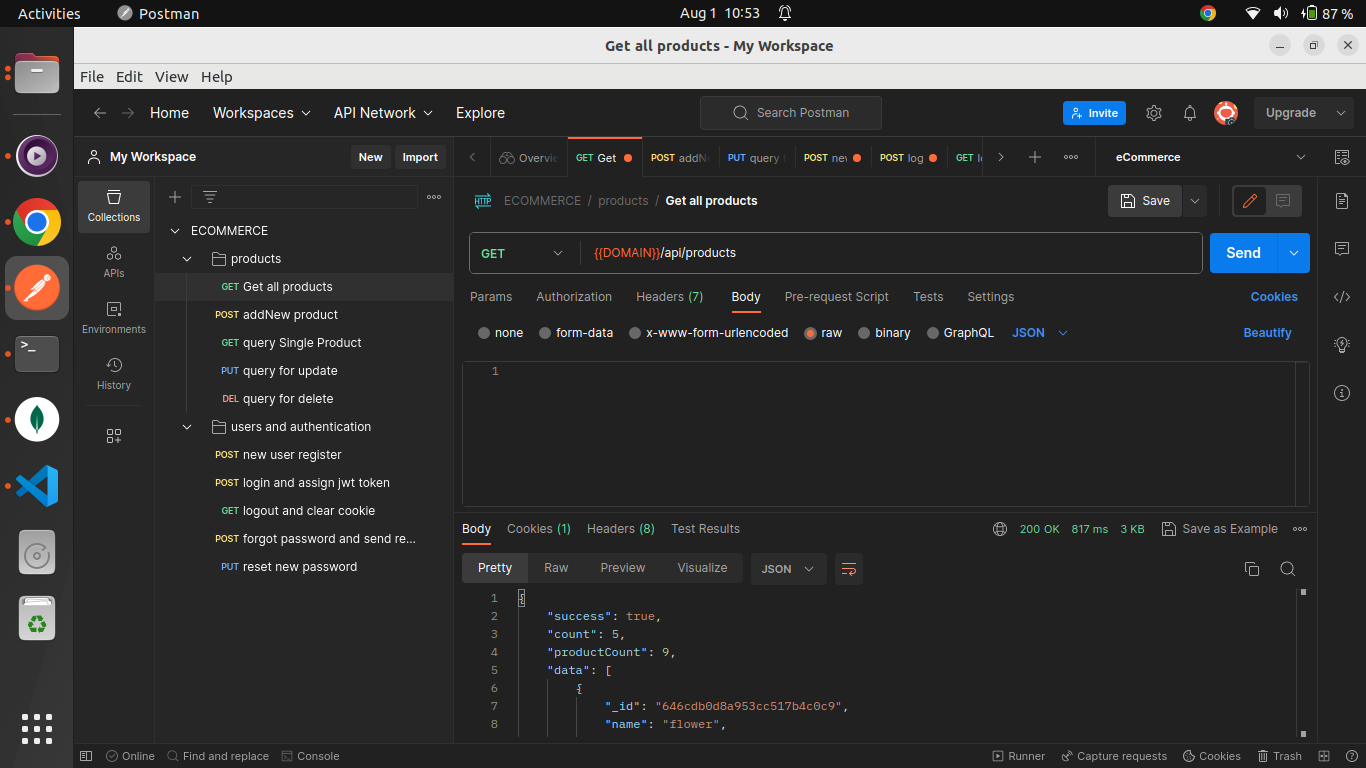 Activities Postman Aug 1 10:53 87 %
Get all products - My Workspace
File Edit View Help
Home Workspaces API Network Explore Search Postman Invite Upgrade
My Workspace New Import Overvie GET Get POST addN PUT query POST nev POST log GET eCommerce
Collections
APIs
Environments
History
ECOMMERCE
products
GET Get all products
POST addNew product
GET query Single Product
PUT query for update
DEL query for delete
users and authentication
POST new user register
POST login and assign jwt token
GET logout and clear cookie
POST forgot password and send re...
PUT reset new password
HTTP ECOMMERCE / products / Get all products Save
GET {{DOMAIN}}/api/products Send
Params Authorization Headers (7) Body Pre-request Script Tests Settings Cookies
none form-data x-www-form-urlencoded raw binary GraphQL JSON Beautify
1
Body Cookies (1) Headers (8) Test Results 200 OK 817 ms 3 KB Save as Example
Pretty Raw Preview Visualize JSON
1 {
2 "success": true,
3 "count": 5,
4 "productCount": 9,
5 "data": [
6 {
7 "_id": "646cdb0d8a953cc517b4c0c9",
8 "name": "flower",
Online Find and replace Console Runner Capture requests Cookies Trash